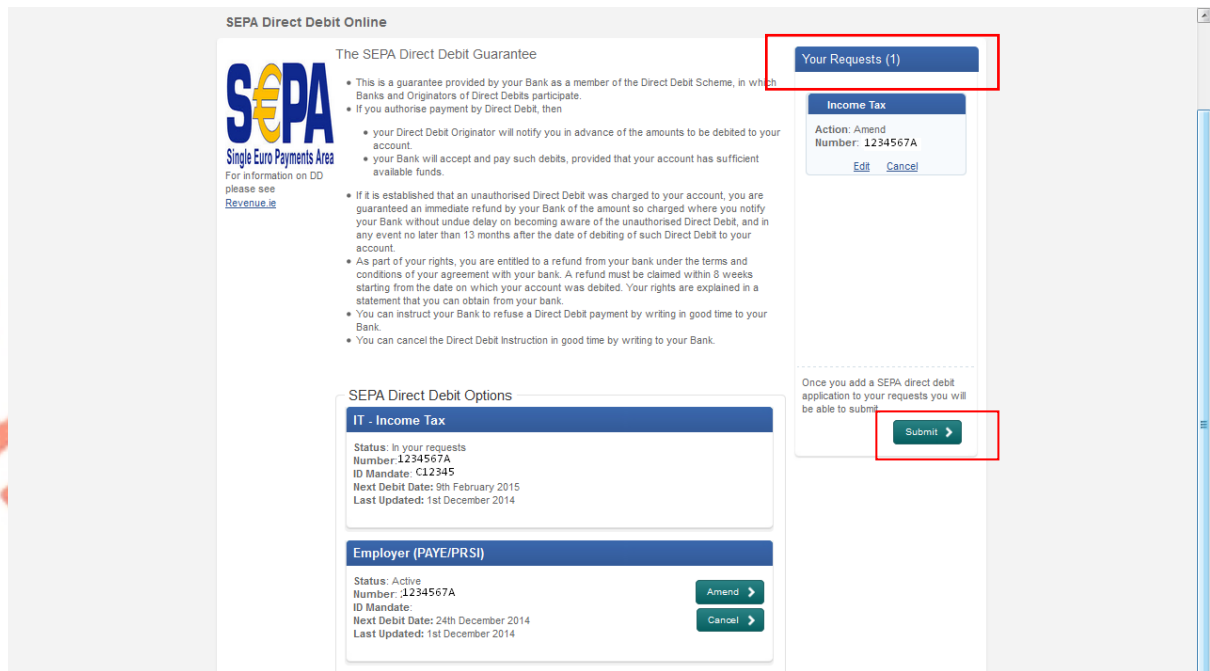 SEPA Direct Debit Online
S€PA
Single Euro Payments Area
For information on DD
please see
Revenue.ie
The SEPA Direct Debit Guarantee
• This is a guarantee provided by your Bank as a member of the Direct Debit Scheme, in which
Banks and Originators of Direct Debits participate.
• If you authorise payment by Direct Debit, then
• your Direct Debit Originator will notify you in advance of the amounts to be debited to your
account.
• your Bank will accept and pay such debits, provided that your account has sufficient
available funds.
• If it is established that an unauthorised Direct Debit was charged to your account, you are
guaranteed an immediate refund by your Bank of the amount so charged where you notify
your Bank without undue delay on becoming aware of the unauthorised Direct Debit, and in
any event no later than 13 months after the date of debiting of such Direct Debit to your
account.
• As part of your rights, you are entitled to a refund from your bank under the terms and
conditions of your agreement with your bank. A refund must be claimed within 8 weeks
starting from the date on which your account was debited. Your rights are explained in a
statement that you can obtain from your bank.
• You can instruct your Bank to refuse a Direct Debit payment by writing in good time to your
Bank.
• You can cancel the Direct Debit Instruction in good time by writing to your Bank.
SEPA Direct Debit Options
IT - Income Tax
Status: In your requests
Number:1234567A
ID Mandate: C12345
Next Debit Date: 9th February 2015
Last Updated: 1st December 2014
Employer (PAYE/PRSI)
Status: Active
Number: :1234567A
ID Mandate:
Next Debit Date: 24th December 2014
Last Updated: 1st December 2014
Amend
Cancel
Your Requests (1)
Income Tax
Action: Amend
Number: 1234567A
Edit Cancel
Once you add a SEPA direct debit
application to your requests you will
be able to submit
Submit